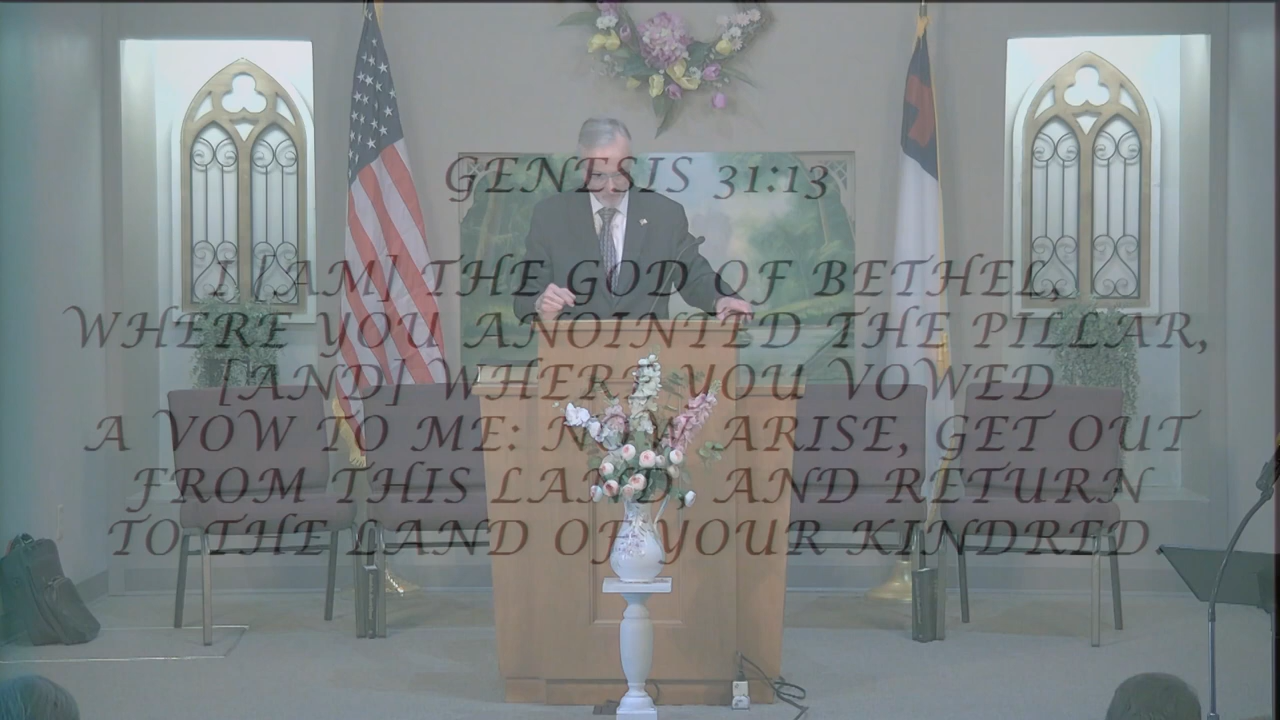 GENESIS 31:13
I [AM] THE GOD OF BETHEL,
WHERE YOU ANOINTED THE PILLAR,
[AND] WHERE YOU VOWED
A VOW TO ME: NOW ARISE, GET OUT
FROM THIS LAND, AND RETURN
TO THE LAND OF YOUR KINDRED